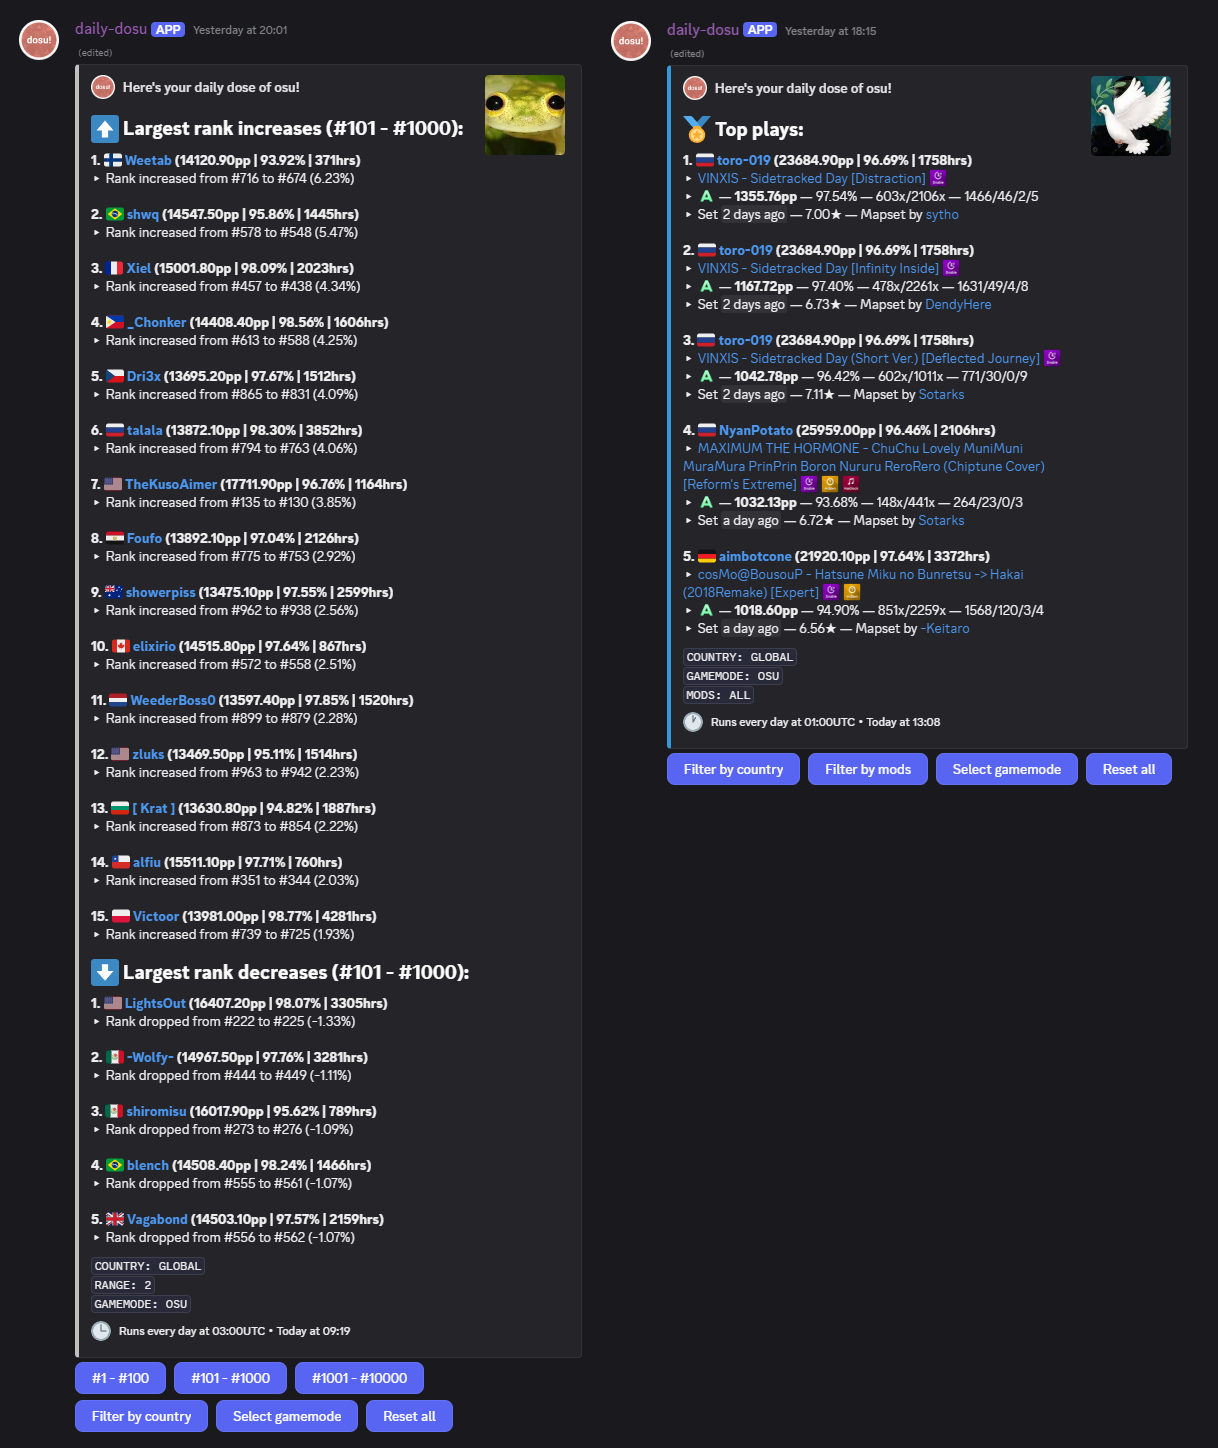 dosu!
daily-dosu APP Yesterday at 20:01
(edited)
Here's your daily dose of osu!
Largest rank increases (#101 - #1000):
1. Weetab (14120.90pp | 93.92% | 371hrs)
‣ Rank increased from #716 to #674 (6.23%)
2. shwq (14547.50pp | 95.86% | 1445hrs)
‣ Rank increased from #578 to #548 (5.47%)
3. Xiel (15001.80pp | 98.09% | 2023hrs)
‣ Rank increased from #457 to #438 (4.34%)
4. _Chonker (14408.40pp | 98.56% | 1606hrs)
‣ Rank increased from #613 to #588 (4.25%)
5. Dri3x (13695.20pp | 97.67% | 1512hrs)
‣ Rank increased from #865 to #831 (4.09%)
6. talala (13872.10pp | 98.30% | 3852hrs)
‣ Rank increased from #794 to #763 (4.06%)
7. TheKusoAimer (17711.90pp | 96.76% | 1164hrs)
‣ Rank increased from #135 to #130 (3.85%)
8. Foufo (13892.10pp | 97.04% | 2126hrs)
‣ Rank increased from #775 to #753 (2.92%)
9. showerpiss (13475.10pp | 97.55% | 2599hrs)
‣ Rank increased from #962 to #938 (2.56%)
10. elixirio (14515.80pp | 97.64% | 867hrs)
‣ Rank increased from #572 to #558 (2.51%)
11. WeederBoss0 (13597.40pp | 97.85% | 1520hrs)
‣ Rank increased from #899 to #879 (2.28%)
12. zluks (13469.50pp | 95.11% | 1514hrs)
‣ Rank increased from #963 to #942 (2.23%)
13. [ Krat ] (13630.80pp | 94.82% | 1887hrs)
‣ Rank increased from #873 to #854 (2.22%)
14. alfiu (15511.10pp | 97.71% | 760hrs)
‣ Rank increased from #351 to #344 (2.03%)
15. Victoor (13981.00pp | 98.77% | 4281hrs)
‣ Rank increased from #739 to #725 (1.93%)
Largest rank decreases (#101 - #1000):
1. LightsOut (16407.20pp | 98.07% | 3305hrs)
‣ Rank dropped from #222 to #225 (-1.33%)
2. -Wolfy- (14967.50pp | 97.76% | 3281hrs)
‣ Rank dropped from #444 to #449 (-1.11%)
3. shiromisu (16017.90pp | 95.62% | 789hrs)
‣ Rank dropped from #273 to #276 (-1.09%)
4. blench (14508.40pp | 98.24% | 1466hrs)
‣ Rank dropped from #555 to #561 (-1.07%)
5. Vagabond (14503.10pp | 97.57% | 2159hrs)
‣ Rank dropped from #556 to #562 (-1.07%)
COUNTRY: GLOBAL
RANGE: 2
GAMEMODE: OSU
Runs every day at 03:00UTC • Today at 09:19
#1 - #100
#101 - #1000
#1001 - #10000
Filter by country
Select gamemode
Reset all
dosu!
daily-dosu APP Yesterday at 18:15
(edited)
Here's your daily dose of osu!
Top plays:
1. toro-019 (23684.90pp | 96.69% | 1758hrs)
‣ VINXIS - Sidetracked Day [Distraction]
‣ A — 1355.76pp — 97.54% — 603x/2106x — 1466/46/2/5
‣ Set 2 days ago — 7.00★ — Mapset by sytho
2. toro-019 (23684.90pp | 96.69% | 1758hrs)
‣ VINXIS - Sidetracked Day [Infinity Inside]
‣ A — 1167.72pp — 97.40% — 478x/2261x — 1631/49/4/8
‣ Set 2 days ago — 6.73★ — Mapset by DendyHere
3. toro-019 (23684.90pp | 96.69% | 1758hrs)
‣ VINXIS - Sidetracked Day (Short Ver.) [Deflected Journey]
‣ A — 1042.78pp — 96.42% — 602x/1011x — 771/30/0/9
‣ Set 2 days ago — 7.11★ — Mapset by Sotarks
4. NyanPotato (25959.00pp | 96.46% | 2106hrs)
‣ MAXIMUM THE HORMONE - ChuChu Lovely MuniMuni
MuraMura PrinPrin Boron Nururu ReroRero (Chiptune Cover)
[Reform's Extreme]
‣ A — 1032.13pp — 93.68% — 148x/441x — 264/23/0/3
‣ Set a day ago — 6.72★ — Mapset by Sotarks
5. aimbotcone (21920.10pp | 97.64% | 3372hrs)
‣ cosMo@BousouP - Hatsune Miku no Bunretsu -> Hakai
(2018Remake) [Expert]
‣ A — 1018.60pp — 94.90% — 851x/2259x — 1568/120/3/4
‣ Set a day ago — 6.56★ — Mapset by -Keitaro
COUNTRY: GLOBAL
GAMEMODE: OSU
MODS: ALL
Runs every day at 01:00UTC • Today at 13:08
Filter by country
Filter by mods
Select gamemode
Reset all